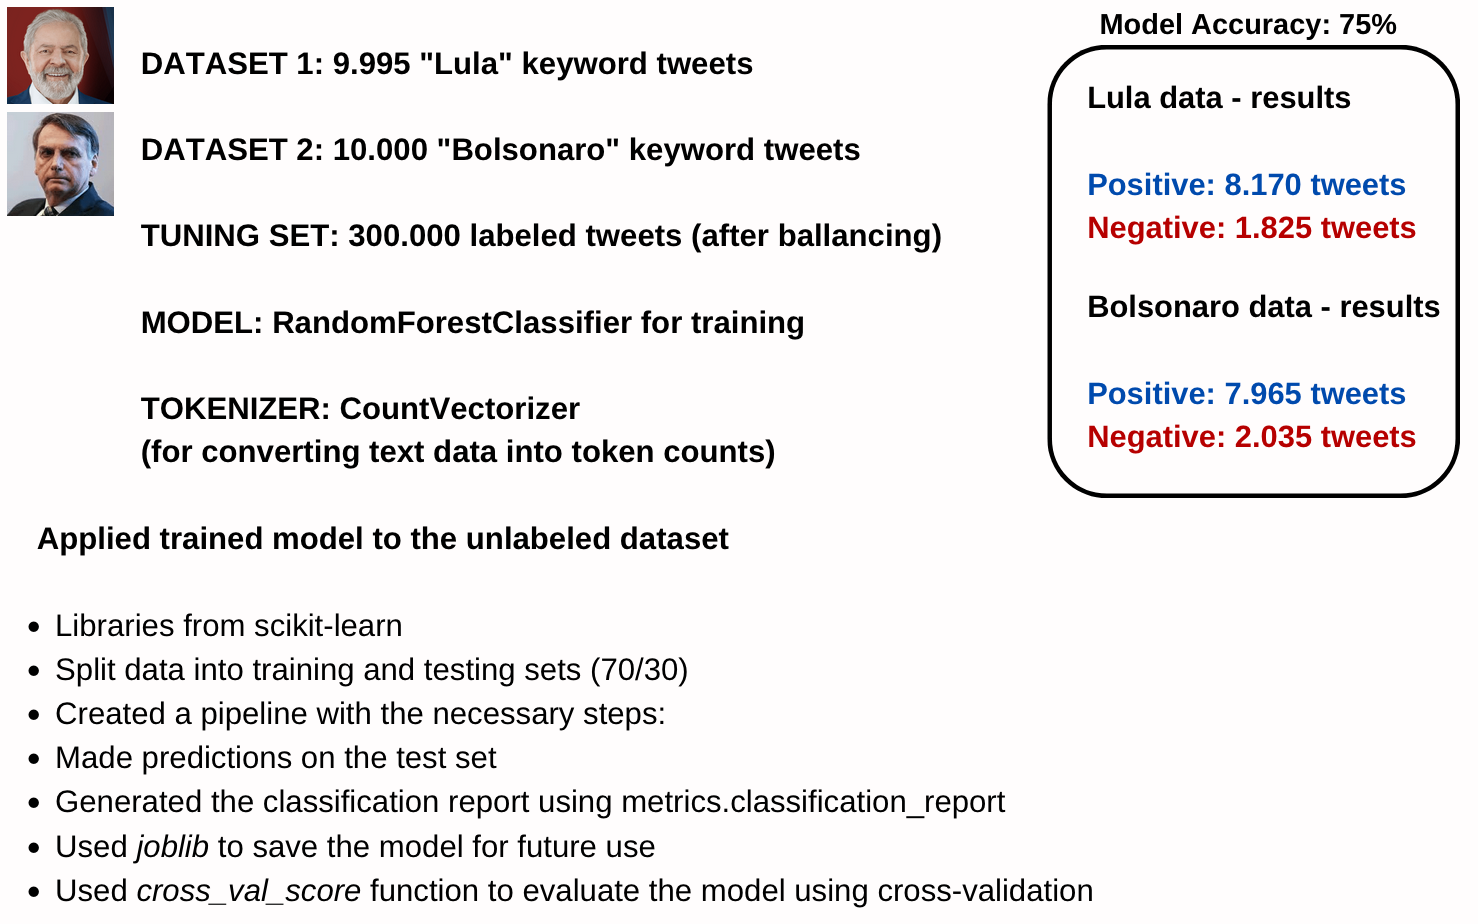 DATASET 1: 9.995 "Lula" keyword tweets
DATASET 2: 10.000 "Bolsonaro" keyword tweets
TUNING SET: 300.000 labeled tweets (after ballancing)
MODEL: RandomForestClassifier for training
TOKENIZER: CountVectorizer
(for converting text data into token counts)
Model Accuracy: 75%
Lula data - results
Positive: 8.170 tweets
Negative: 1.825 tweets
Bolsonaro data - results
Positive: 7.965 tweets
Negative: 2.035 tweets
Applied trained model to the unlabeled dataset
• Libraries from scikit-learn
• Split data into training and testing sets (70/30)
• Created a pipeline with the necessary steps:
• Made predictions on the test set
• Generated the classification report using metrics.classification_report
• Used joblib to save the model for future use
• Used cross_val_score function to evaluate the model using cross-validation